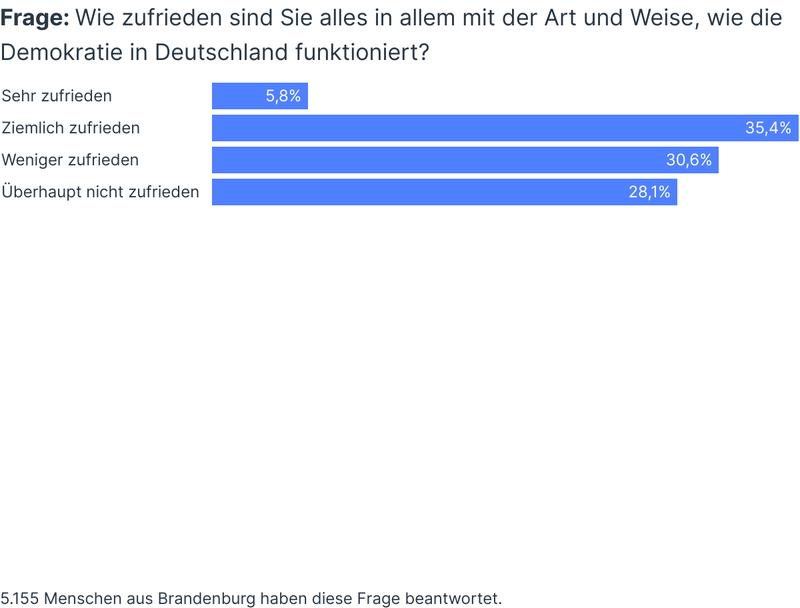 Frage: Wie zufrieden sind Sie alles in allem mit der Art und Weise, wie die
Demokratie in Deutschland funktioniert?
Sehr zufrieden 5,8%
Ziemlich zufrieden 35,4%
Weniger zufrieden 30,6%
Überhaupt nicht zufrieden 28,1%
5.155 Menschen aus Brandenburg haben diese Frage beantwortet.